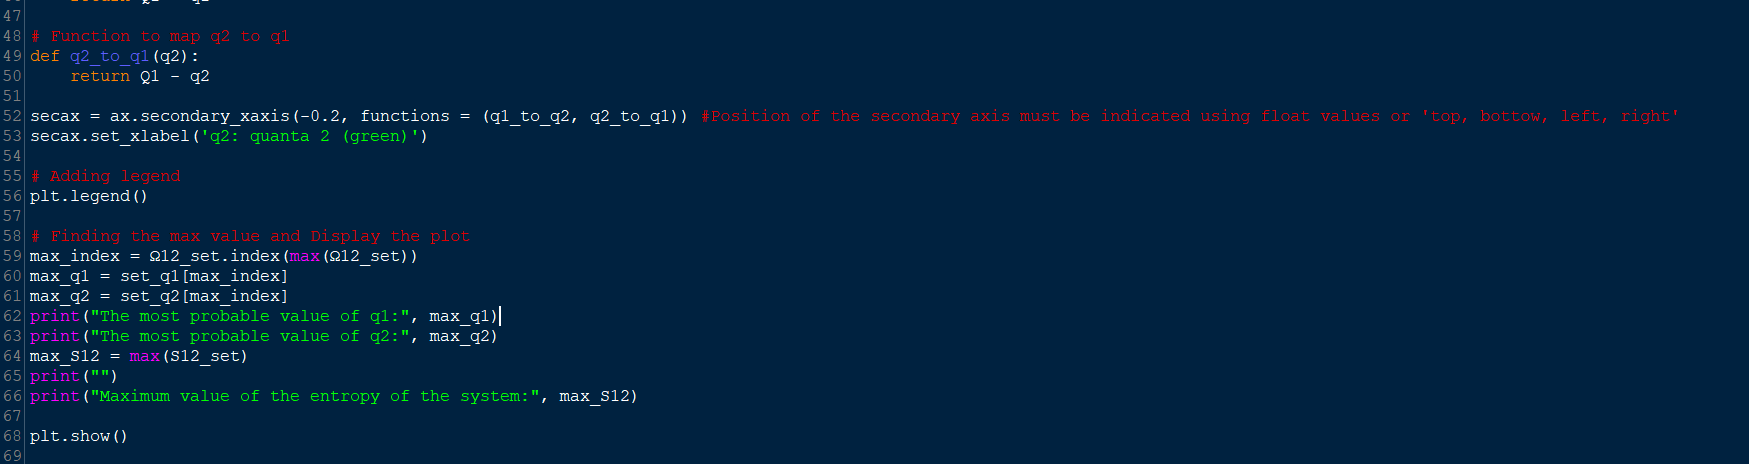 47
48 # Function to map q2 to q1
49 def q2_to_q1(q2):
50     return Q1 - q2
51
52 secax = ax.secondary_xaxis(-0.2, functions = (q1_to_q2, q2_to_q1)) #Position of the secondary axis must be indicated using float values or 'top, bottow, left, right'
53 secax.set_xlabel('q2: quanta 2 (green)')
54
55 # Adding legend
56 plt.legend()
57
58 # Finding the max value and Display the plot
59 max_index = Ω12_set.index(max(Ω12_set))
60 max_q1 = set_q1[max_index]
61 max_q2 = set_q2[max_index]
62 print("The most probable value of q1:", max_q1)
63 print("The most probable value of q2:", max_q2)
64 max_S12 = max(S12_set)
65 print("")
66 print("Maximum value of the entropy of the system:", max_S12)
67
68 plt.show()
69